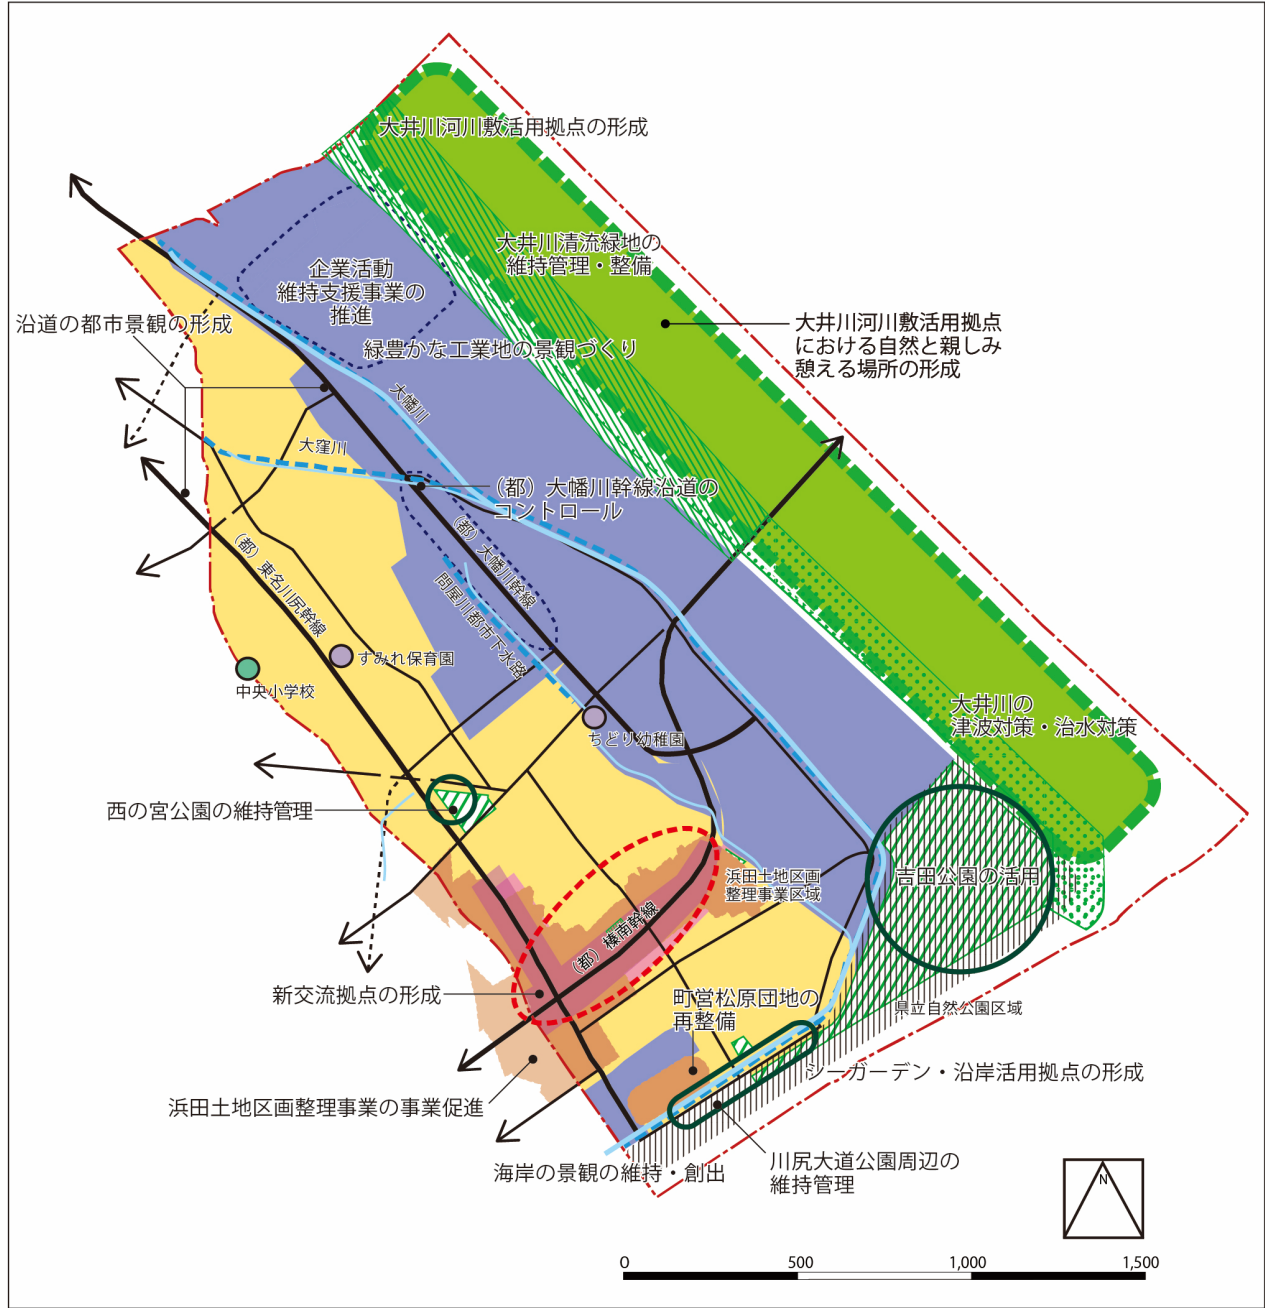 大井川河川敷活用拠点の形成
大井川清流緑地の
維持管理・整備
企業活動
維持支援事業の
推進
沿道の都市景観の形成
緑豊かな工業地の景観づくり
大井川河川敷活用拠点
における自然と親しみ
憩える場所の形成
大幡川
大窪川
（都）大幡川幹線沿道の
コントロール
（都）大幡川幹線
（都）東名川尻幹線
問屋川都市下水路
すみれ保育園
中央小学校
大井川の
津波対策・治水対策
ちどり幼稚園
西の宮公園の維持管理
浜田土地区画
整理事業区域
吉田公園の活用
（都）榛南幹線
新交流拠点の形成
町営松原団地の
再整備
県立自然公園区域
シーガーデン・沿岸活用拠点の形成
浜田土地区画整理事業の事業促進
海岸の景観の維持・創出
川尻大道公園周辺の
維持管理
N
0 500 1,000 1,500